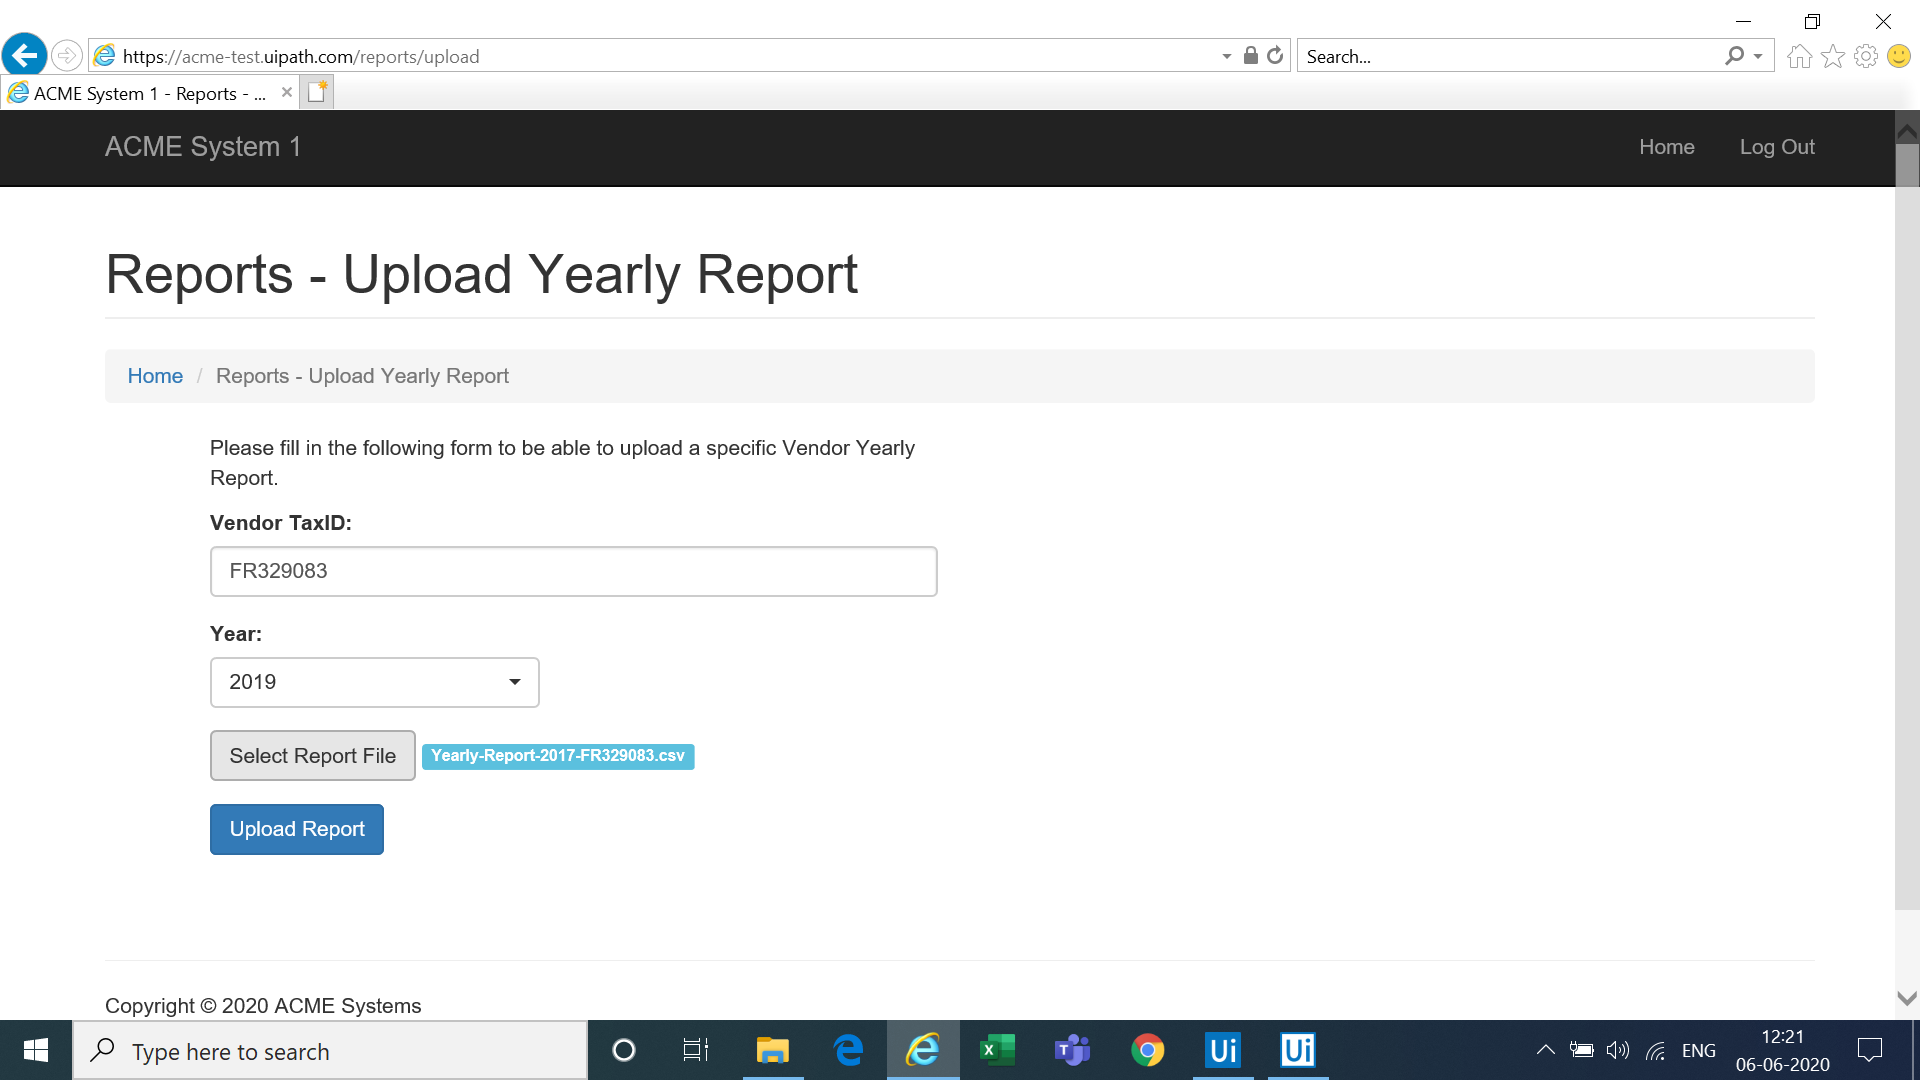 https://acme-test.uipath.com/reports/upload
Search...
ACME System 1 - Reports - ...
ACME System 1
Home
Log Out
Reports - Upload Yearly Report
Home / Reports - Upload Yearly Report
Please fill in the following form to be able to upload a specific Vendor Yearly
Report.
Vendor TaxID:
FR329083
Year:
2019
Select Report File
Yearly-Report-2017-FR329083.csv
Upload Report
Copyright © 2020 ACME Systems
Type here to search
Ui
Ui
ENG
12:21
06-06-2020